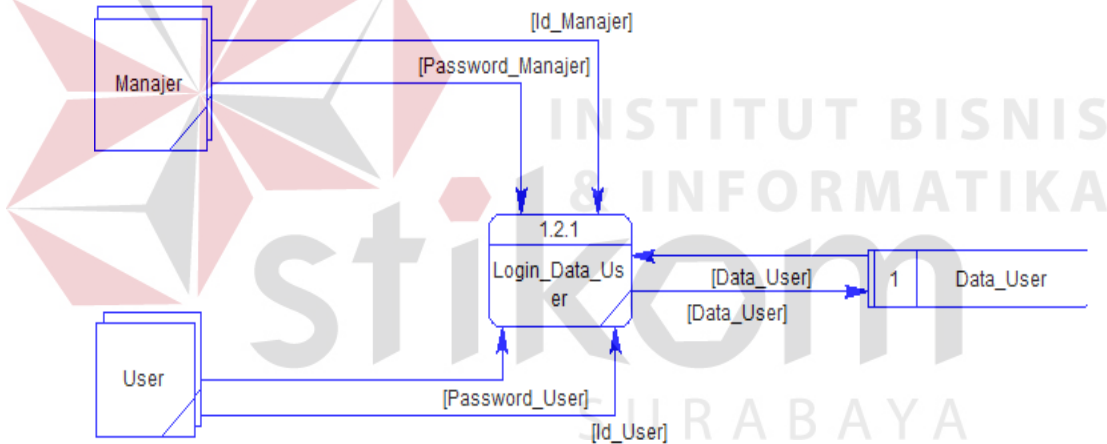 [Id_Manajer]
[Password_Manajer]
Manajer
INSTITUT BISNIS
& INFORMATIKA
stikom
SURABAYA
1.2.1
Login_Data_Us
er
[Data_User]
[Data_User]
1
Data_User
User
[Password_User]
[Id_User]